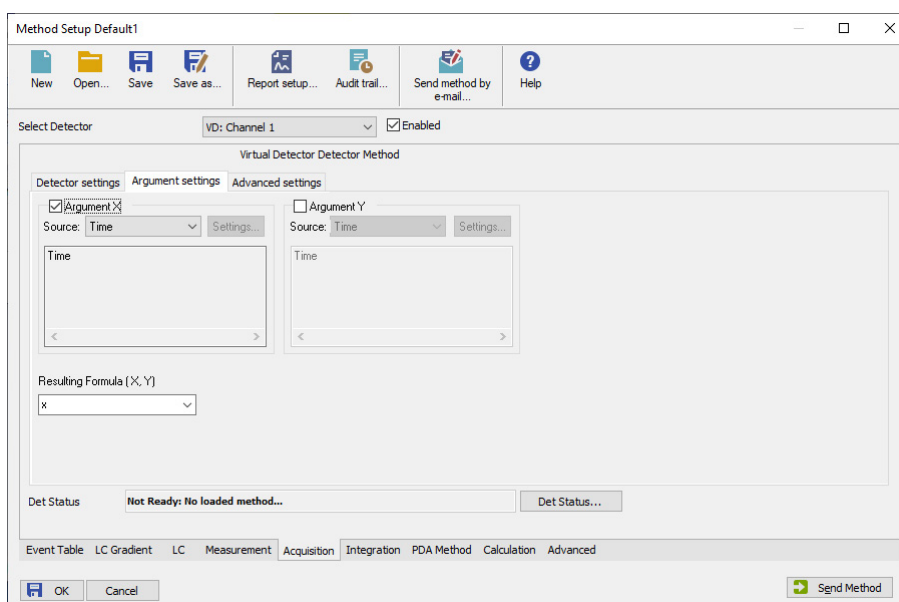 Method Setup Default1
New Open... Save Save as... Report setup... Audit trail... Send method by e-mail... Help
Select Detector VD: Channel 1 Enabled
Virtual Detector Detector Method
Detector settings Argument settings Advanced settings
Argument X Argument Y
Source: Time Settings... Source: Time Settings...
Time Time
Resulting Formula (X, Y)
x
Det Status Not Ready: No loaded method... Det Status...
Event Table LC Gradient LC Measurement Acquisition Integration PDA Method Calculation Advanced
OK Cancel Send Method